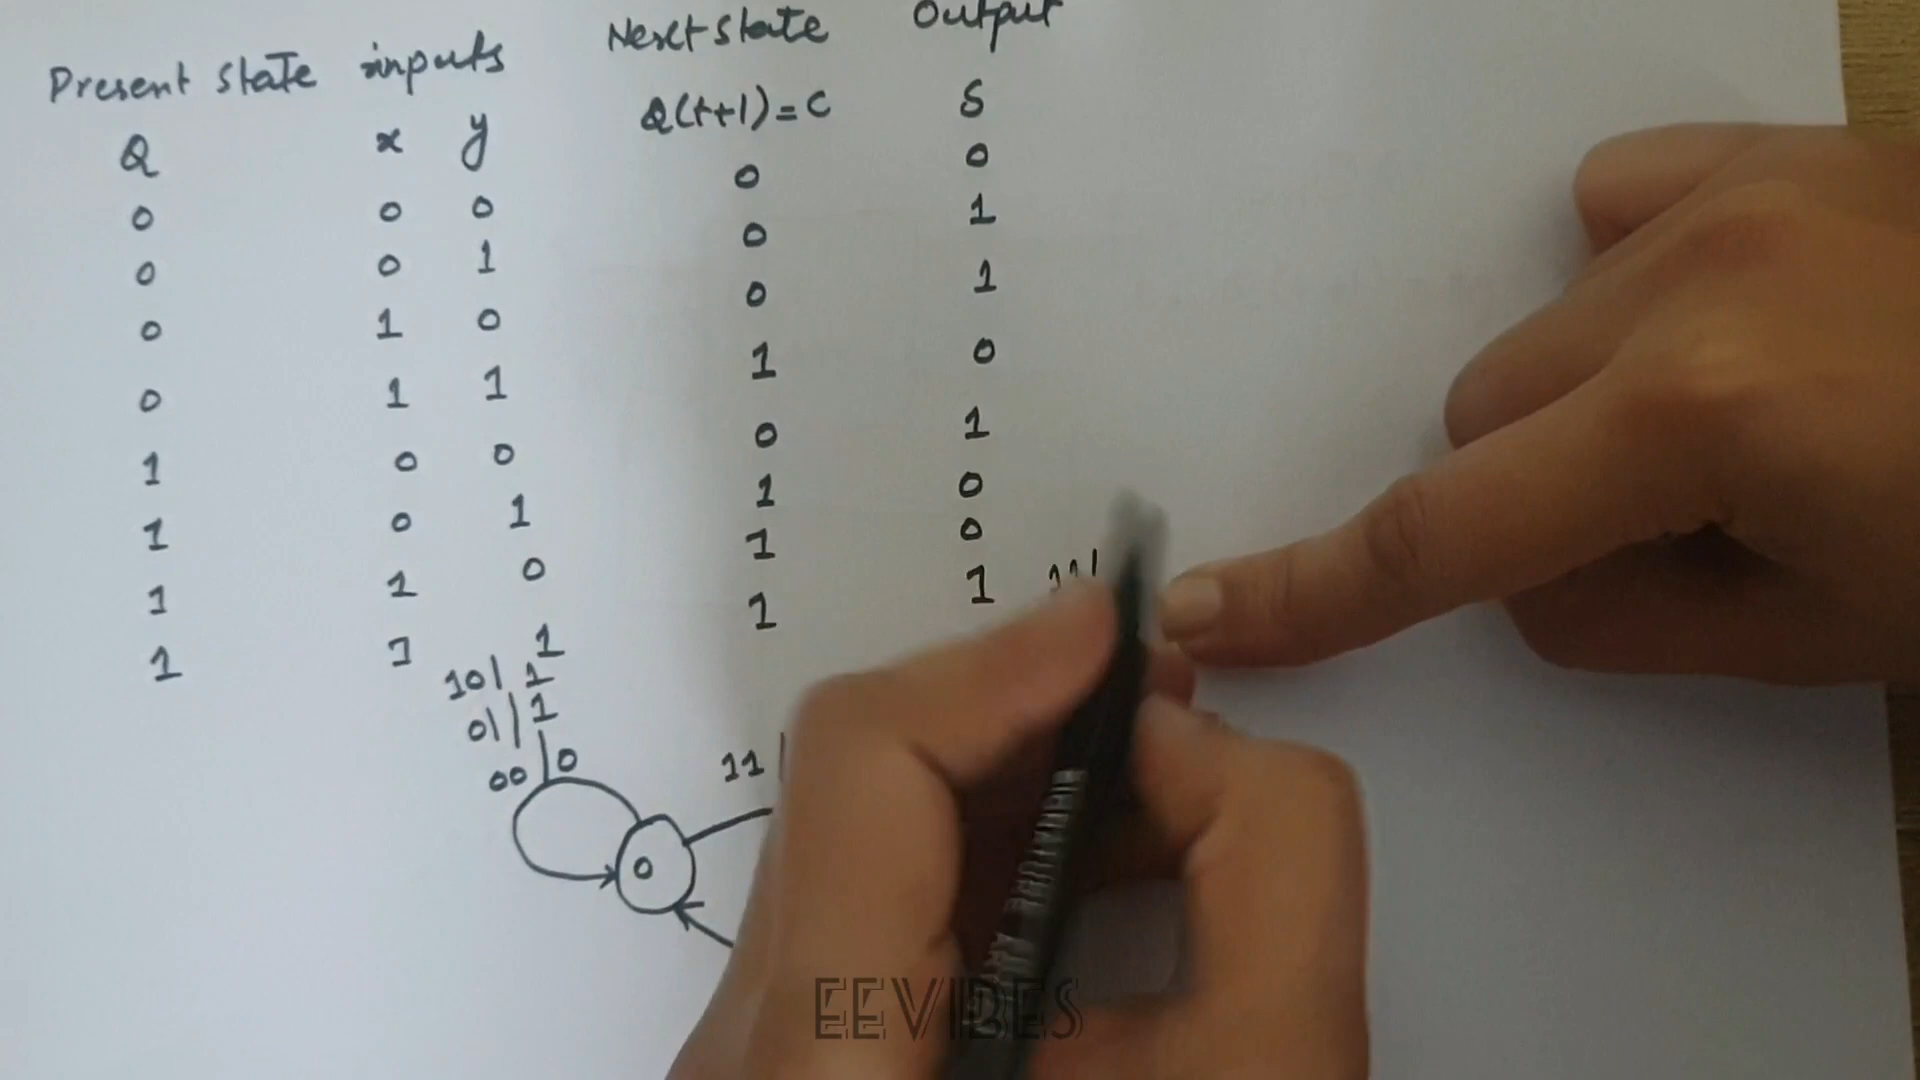 Present state inputs Next state Output
Q x y Q(t+1)=C S
0 0 0 0 0
0 0 1 0 1
0 1 0 0 1
0 1 1 1 0
1 0 0 0 1
1 0 1 1 0
1 1 0 1 0
1 1 1 1 1
11/
10/1
01/1
00/0
11/
0
EEVIBES